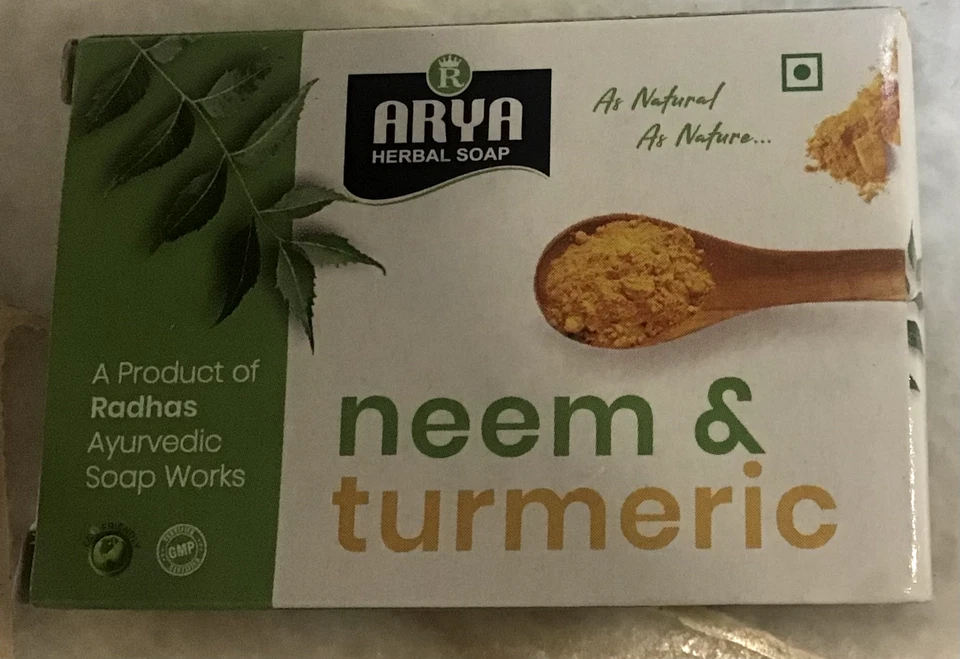 R
ARYA
HERBAL SOAP
As Natural
As Nature...
neem &
turmeric
A Product of
Radhas
Ayurvedic
Soap Works
GMP